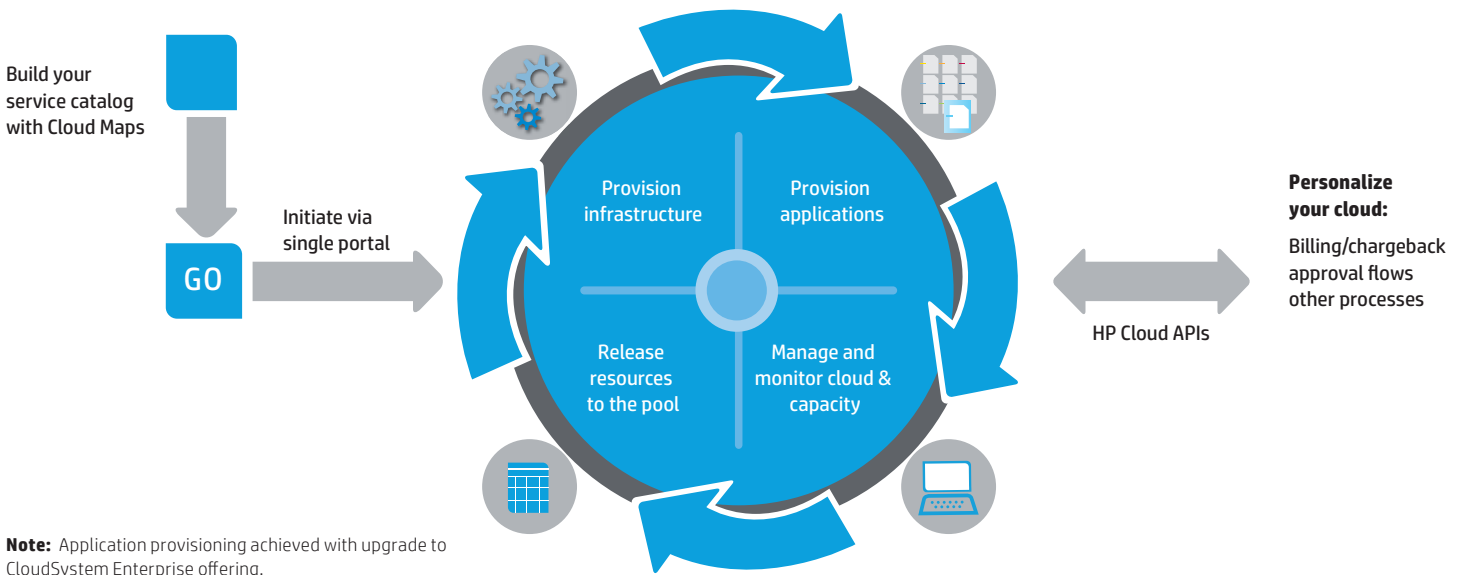 Build your
service catalog
with Cloud Maps
GO
Initiate via
single portal
Provision
infrastructure
Provision
applications
Release
resources
to the pool
Manage and
monitor cloud &
capacity
HP Cloud APIs
Personalize
your cloud:
Billing/chargeback
approval flows
other processes
Note: Application provisioning achieved with upgrade to
CloudSystem Enterprise offering.